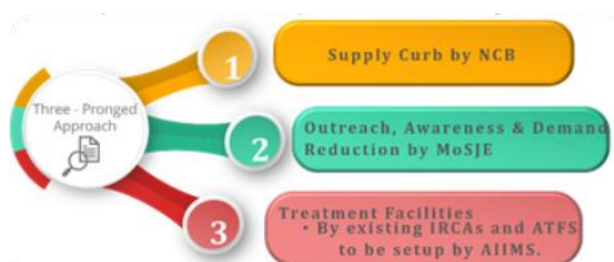 Three - Pronged
Approach
1
Supply Curb by NCB
2
Outreach, Awareness & Demand
Reduction by MoSJE
3
Treatment Facilities
• By existing IRCAs and ATFS
to be setup by AIIMS.